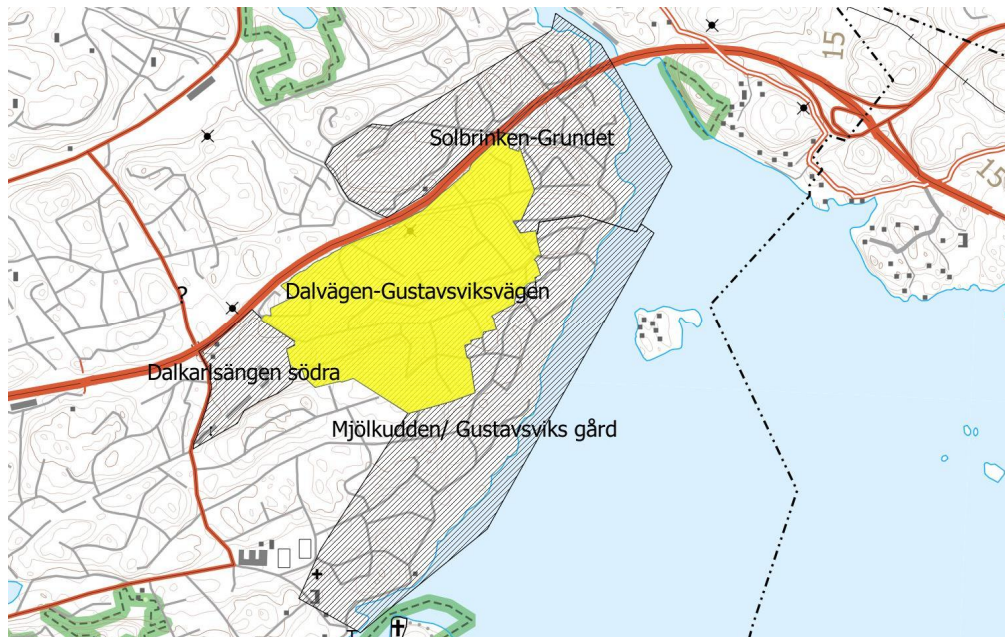 15
Solbrinken-Grundet
15
Dalvägen-Gustavsviksvägen
?
Dalkarlsängen södra
Mjölkudden/ Gustavsviks gård